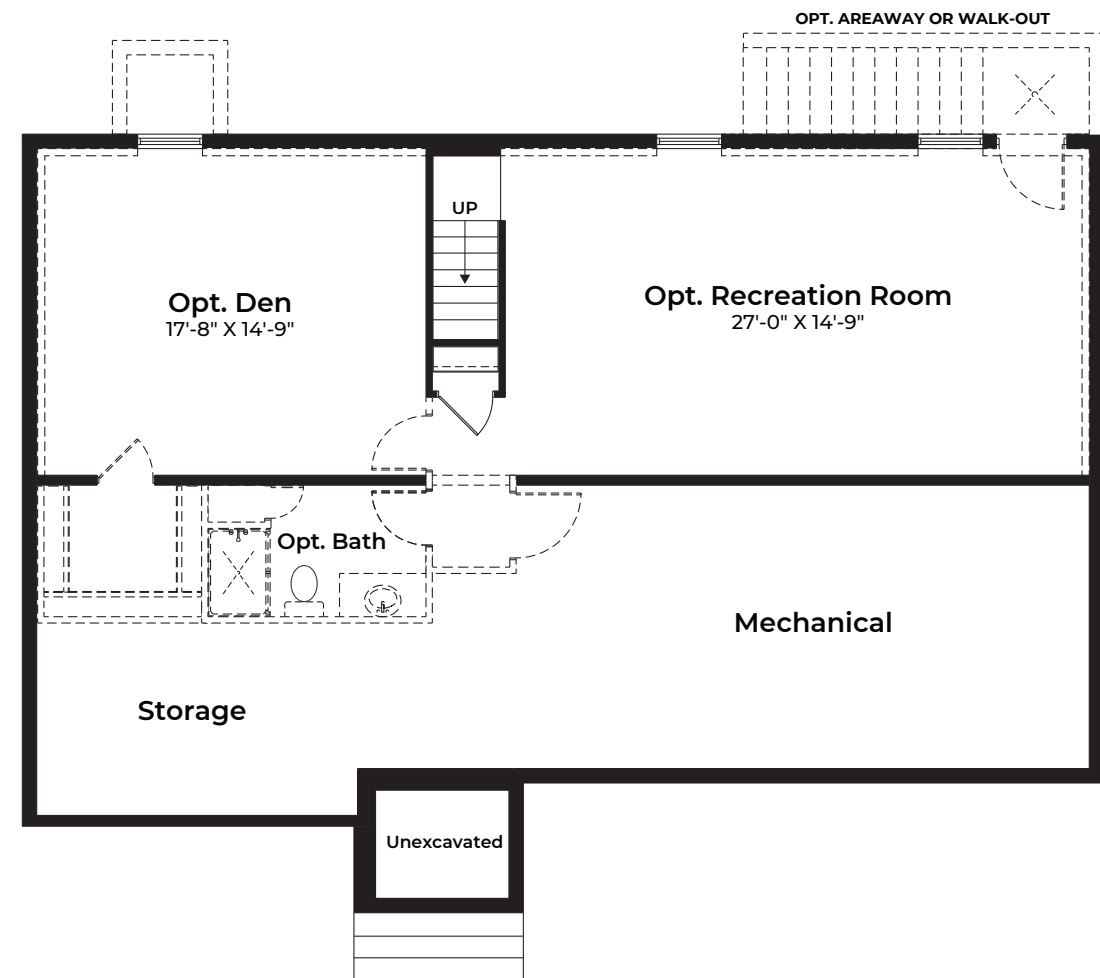 OPT. AREAWAY OR WALK-OUT
UP
Opt. Den
17'-8" X 14'-9"
Opt. Recreation Room
27'-0" X 14'-9"
Opt. Bath
Mechanical
Storage
Unexcavated